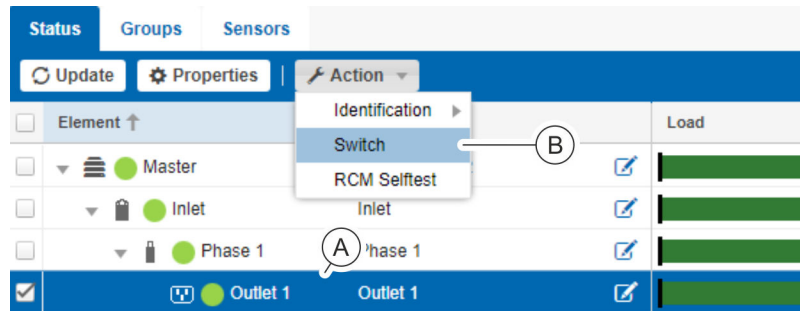 Status Groups Sensors
Update Properties Action
Element ↑ Load
Identification
Switch B
RCM Selftest
Master
Inlet Inlet
Phase 1 A hase 1
Outlet 1 Outlet 1